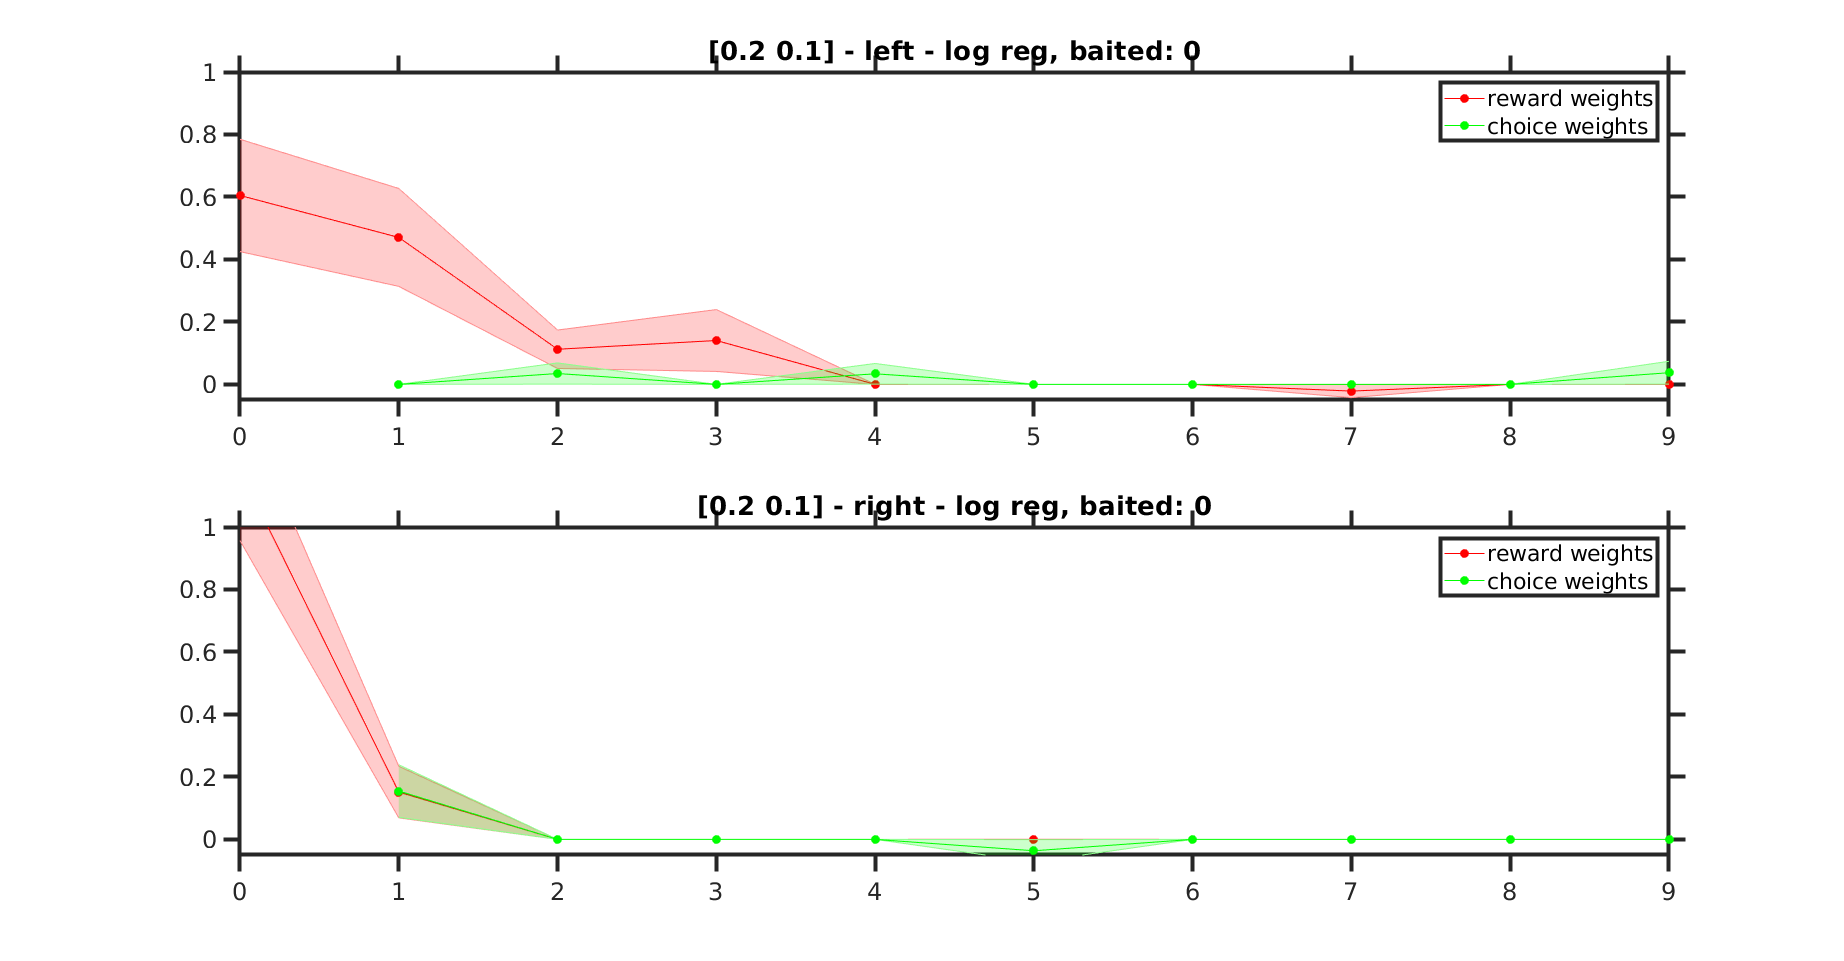 [0.2 0.1] - left - log reg, baited: 0
1
0.8
0.6
0.4
0.2
0
reward weights
choice weights
0 1 2 3 4 5 6 7 8 9
[0.2 0.1] - right - log reg, baited: 0
1
0.8
0.6
0.4
0.2
0
reward weights
choice weights
0 1 2 3 4 5 6 7 8 9